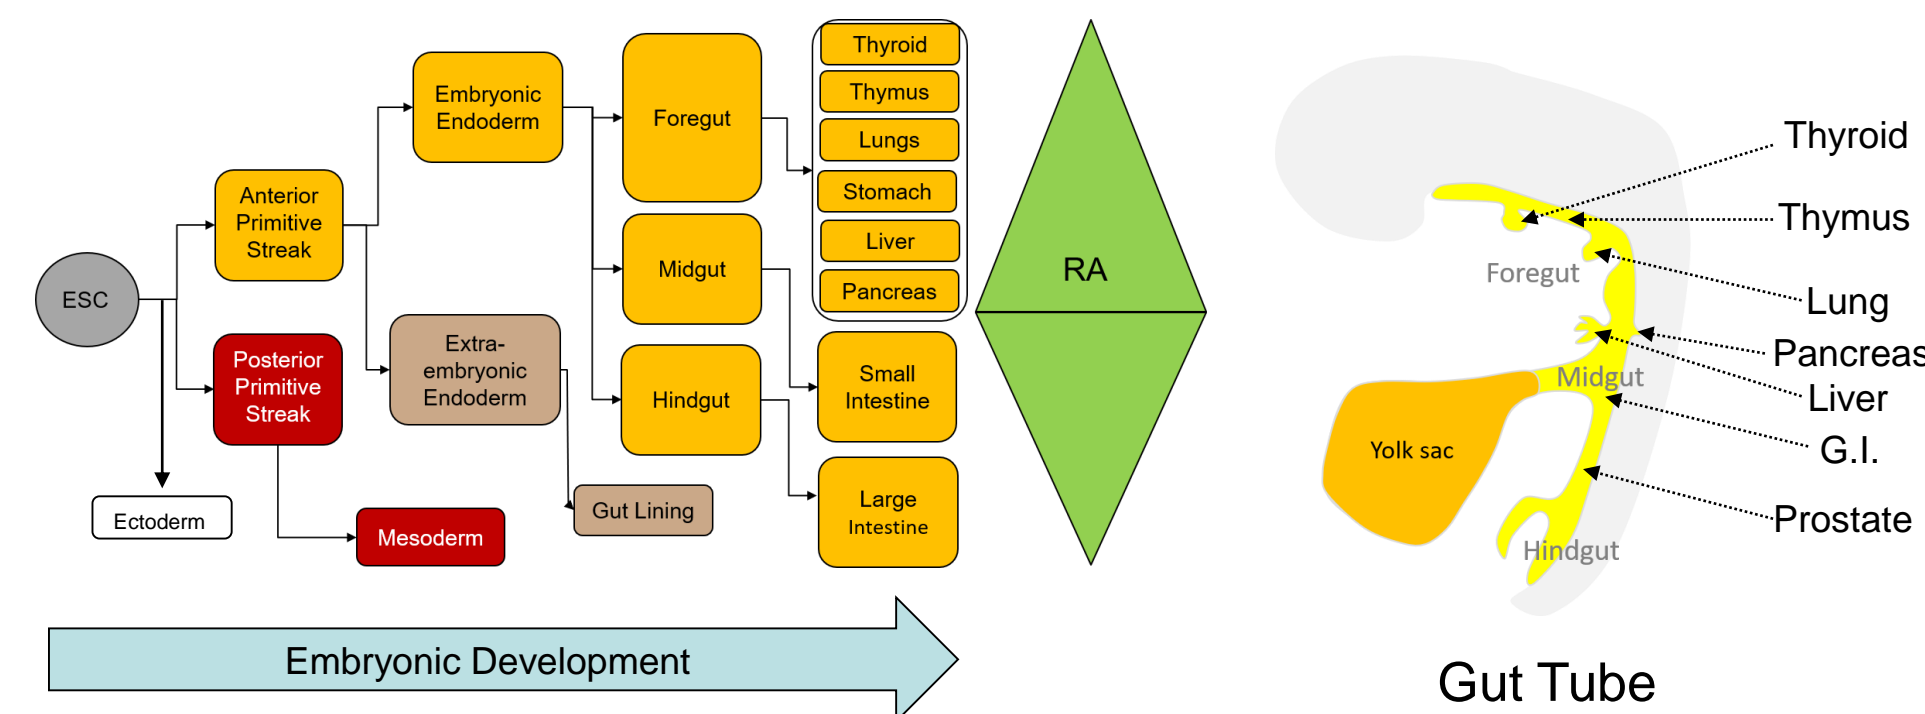 ESC
Anterior
Primitive
Streak
Posterior
Primitive
Streak
Ectoderm
Mesoderm
Embryonic
Endoderm
Extra-
embryonic
Endoderm
Gut Lining
Foregut
Midgut
Hindgut
Thyroid
Thymus
Lungs
Stomach
Liver
Pancreas
Small
Intestine
Large
Intestine
RA
Embryonic Development
Thyroid
Thymus
Foregut
Lung
Pancreas
Midgut
Liver
Yolk sac
G.I.
Prostate
Hindgut
Gut Tube